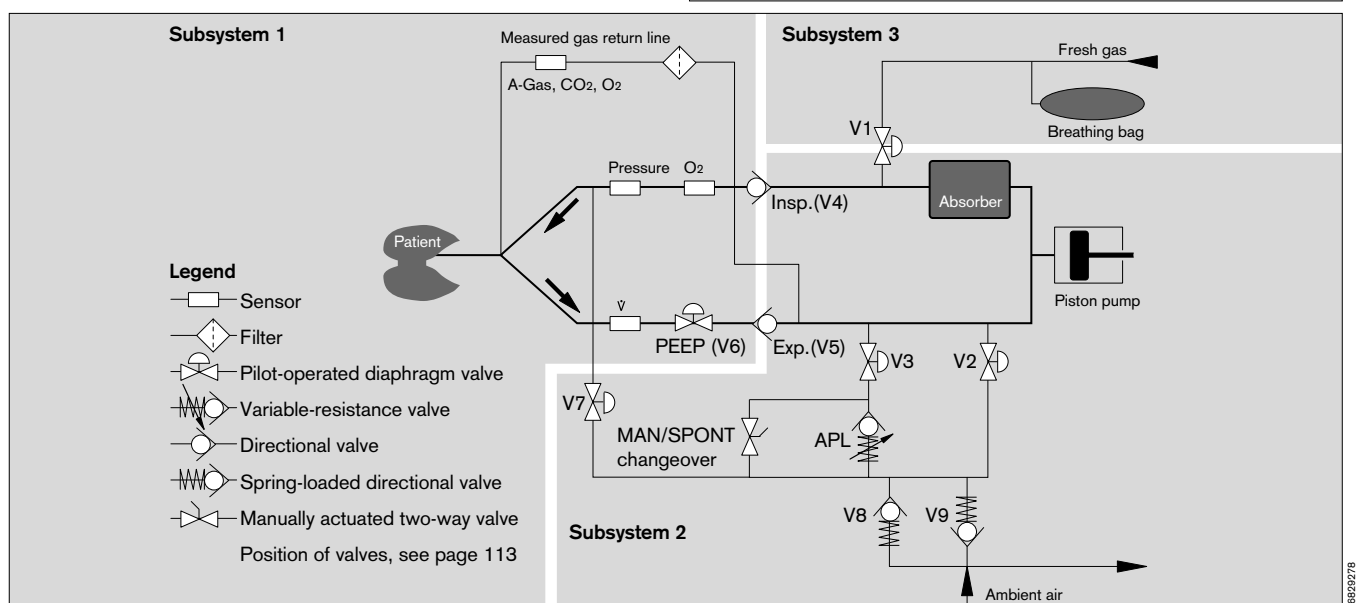 Subsystem 1
Measured gas return line
A-Gas, CO2, O2
Subsystem 3
Fresh gas
Breathing bag
V1
Pressure
O2
Insp.(V4)
Absorber
Patient
Piston pump
Legend
Sensor
Filter
Pilot-operated diaphragm valve
Variable-resistance valve
Directional valve
Spring-loaded directional valve
Manually actuated two-way valve
Position of valves, see page 113
V̇
PEEP (V6)
Exp.(V5)
V3
V2
V7
MAN/SPONT
changeover
APL
V8
V9
Subsystem 2
Ambient air
6829278